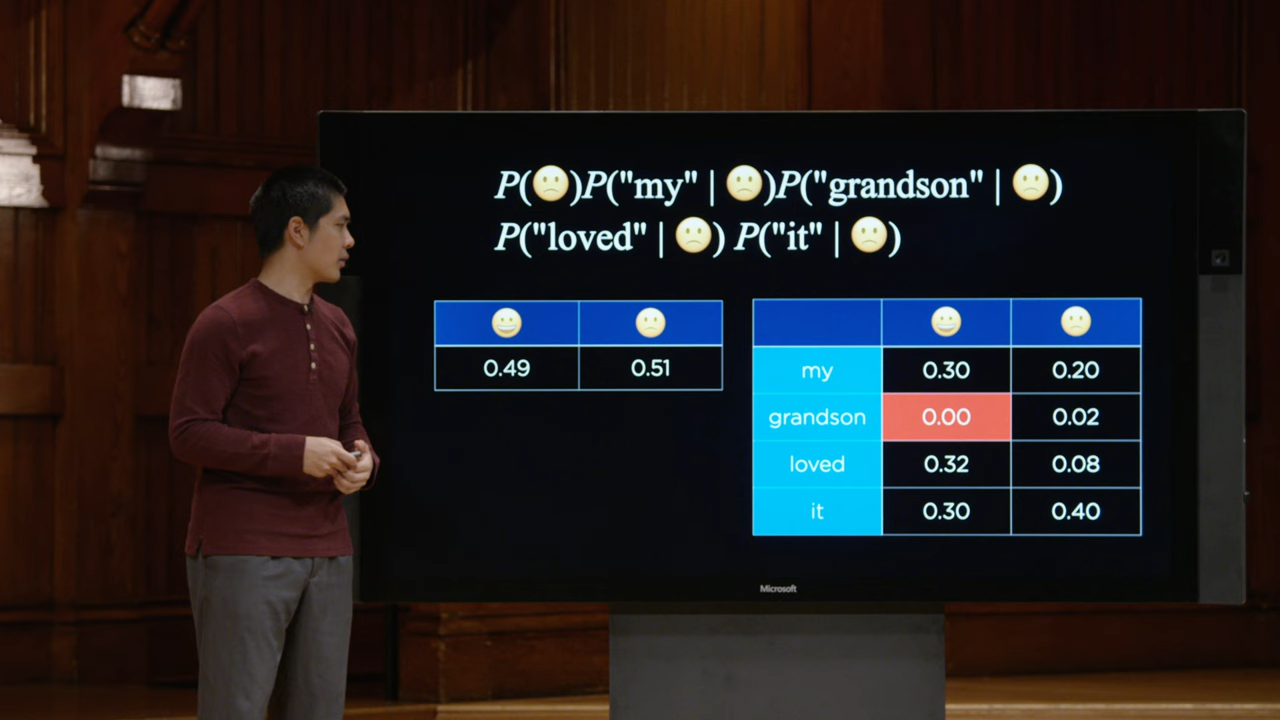 P(🙁)P("my" | 🙁)P("grandson" | 🙁)
P("loved" | 🙁) P("it" | 🙁)
😀 🙁
0.49 0.51
😀 🙁
my 0.30 0.20
grandson 0.00 0.02
loved 0.32 0.08
it 0.30 0.40
Microsoft